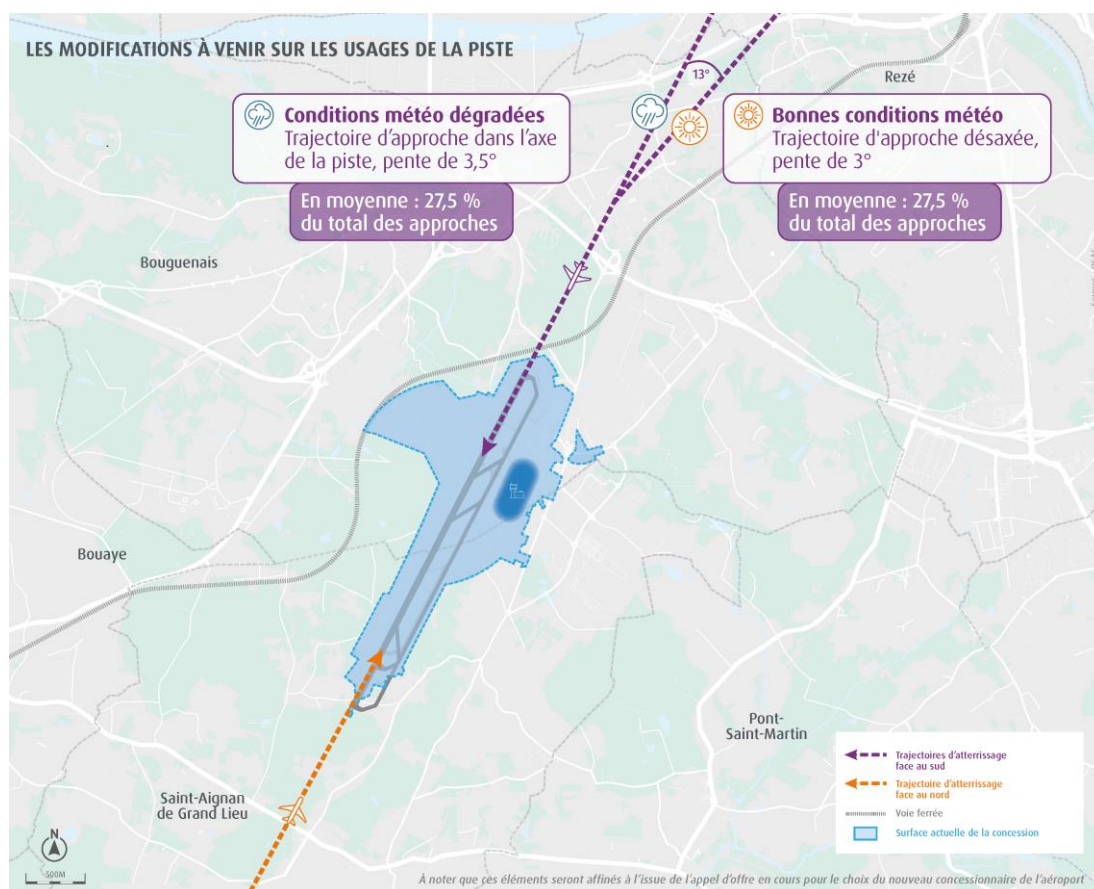 LES MODIFICATIONS À VENIR SUR LES USAGES DE LA PISTE
13°
Rezé
Conditions météo dégradées
Trajectoire d'approche dans l'axe
de la piste, pente de 3,5°
En moyenne : 27,5 %
du total des approches
Bonnes conditions météo
Trajectoire d'approche désaxée,
pente de 3°
En moyenne : 27,5 %
du total des approches
Bouguenais
Bouaye
Pont-
Saint-Martin
Saint-Aignan
de Grand Lieu
Trajectoires d'atterrissage
face au sud
Trajectoire d'atterrissage
face au nord
Voie ferrée
Surface actuelle de la concession
N
500M
À noter que ces éléments seront affinés à l'issue de l'appel d'offre en cours pour le choix du nouveau concessionnaire de l'aéroport